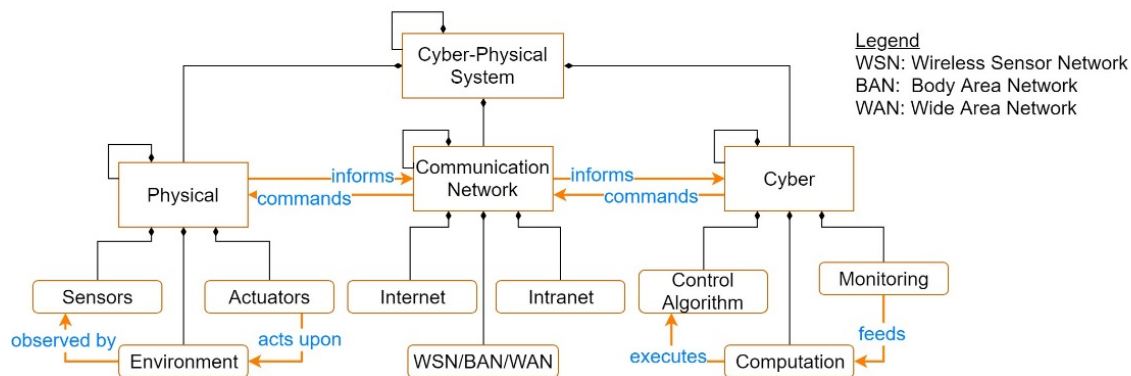 Cyber-Physical
System
Legend
WSN: Wireless Sensor Network
BAN: Body Area Network
WAN: Wide Area Network
Physical
informs
commands
Communication
Network
informs
commands
Cyber
Sensors
Actuators
Internet
Intranet
Control
Algorithm
Monitoring
observed by
acts upon
executes
feeds
Environment
WSN/BAN/WAN
Computation